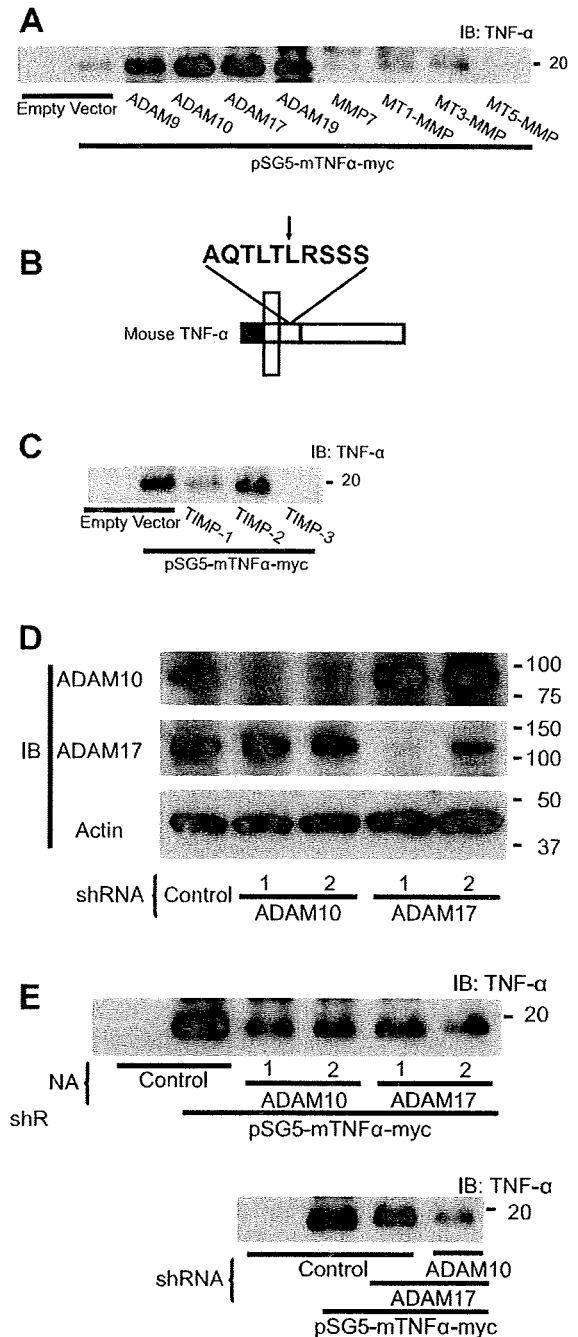 A
IB: TNF-α
- 20
Empty Vector
ADAM9
ADAM10
ADAM17
ADAM19
MMP7
MT1-MMP
MT3-MMP
MT5-MMP
pSG5-mTNFα-myc
B
AQTLTLRSSS
Mouse TNF-α
C
IB: TNF-α
- 20
Empty Vector
TIMP-1
TIMP-2
TIMP-3
pSG5-mTNFα-myc
D
IB
ADAM10
-100
- 75
ADAM17
-150
-100
Actin
- 50
- 37
shRNA { Control 1 2 1 2
ADAM10 ADAM17
E
IB: TNF-α
- 20
NA { Control 1 2 1 2
ADAM10 ADAM17
shR
pSG5-mTNFα-myc
IB: TNF-α
- 20
shRNA { Control ADAM10
ADAM17
pSG5-mTNFα-myc